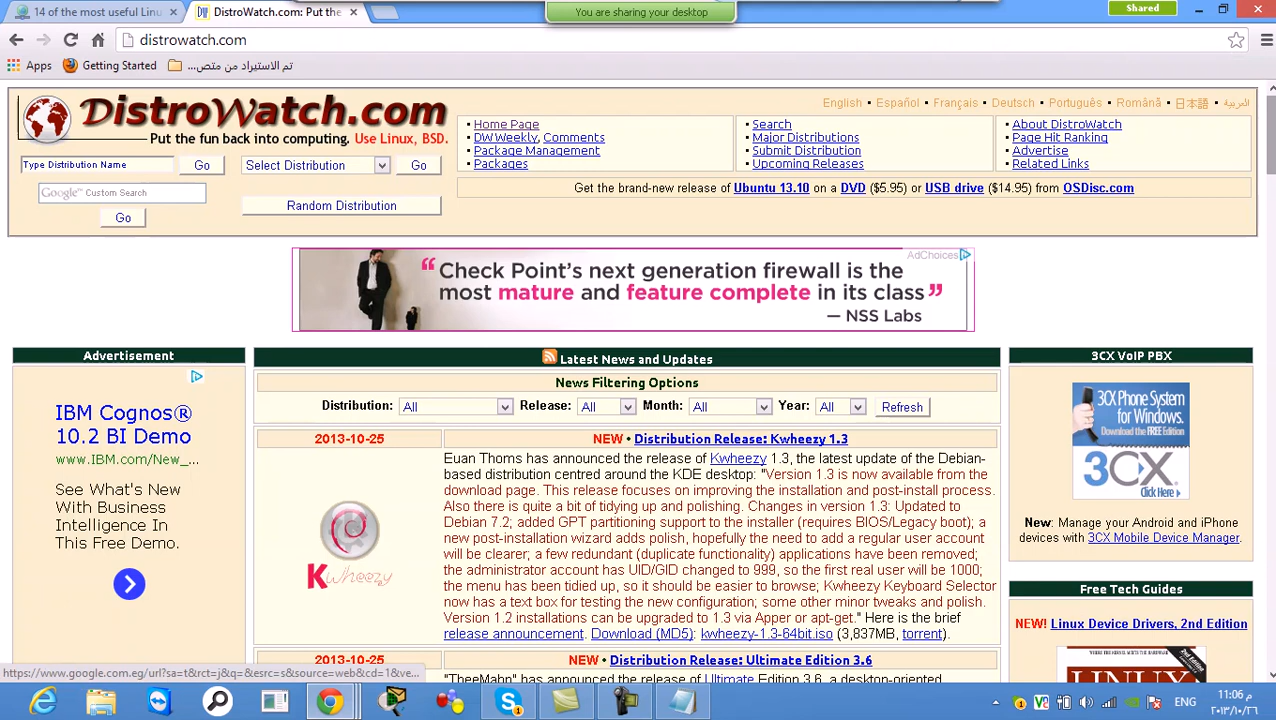 14 of the most useful Linu
DistroWatch.com: Put the
You are sharing your desktop
Shared
distrowatch.com
Apps
Getting Started
تم الاستيراد من متص...
DistroWatch.com
Put the fun back into computing. Use Linux, BSD.
English • Español • Français • Deutsch • Português • Română • 日本語 • العربية
• Home Page
• DWWeekly, Comments
• Package Management
• Packages
• Search
• Major Distributions
• Submit Distribution
• Upcoming Releases
• About DistroWatch
• Page Hit Ranking
• Advertise
• Related Links
Type Distribution Name
Go
Select Distribution
Go
Google Custom Search
Go
Random Distribution
Get the brand-new release of Ubuntu 13.10 on a DVD ($5.95) or USB drive ($14.95) from OSDisc.com
AdChoices
“Check Point's next generation firewall is the
most mature and feature complete in its class”
— NSS Labs
Advertisement
IBM Cognos®
10.2 BI Demo
www.IBM.com/New_...
See What's New
With Business
Intelligence In
This Free Demo.
Latest News and Updates
News Filtering Options
Distribution: All Release: All Month: All Year: All Refresh
2013-10-25
NEW • Distribution Release: Kwheezy 1.3
Kwheezy
Euan Thoms has announced the release of Kwheezy 1.3, the latest update of the Debian-
based distribution centred around the KDE desktop: "Version 1.3 is now available from the
download page. This release focuses on improving the installation and post-install process.
Also there is quite a bit of tidying up and polishing. Changes in version 1.3: Updated to
Debian 7.2; added GPT partitioning support to the installer (requires BIOS/Legacy boot); a
new post-installation wizard adds polish, hopefully the need to add a regular user account
will be clearer; a few redundant (duplicate functionality) applications have been removed;
the administrator account has UID/GID changed to 999, so the first real user will be 1000;
the menu has been tidied up, so it should be easier to browse; Kwheezy Keyboard Selector
now has a text box for testing the new configuration; some other minor tweaks and polish.
Version 1.2 installations can be upgraded to 1.3 via Apper or apt-get." Here is the brief
release announcement. Download (MD5): kwheezy-1.3-64bit.iso (3,837MB, torrent).
2013-10-25
NEW • Distribution Release: Ultimate Edition 3.6
"TheeMahn" has announced the release of Ultimate Edition 3.6, a desktop-oriented
3CX VoIP PBX
3CX Phone System
for Windows.
Download the FREE Edition!
3CX
Click Here
New: Manage your Android and iPhone
devices with 3CX Mobile Device Manager.
Free Tech Guides
NEW! Linux Device Drivers, 2nd Edition
2nd Edition
LINUX
https://www.google.com.eg/url?sa=t&rct=j&q=&esrc=s&source=web&cd=1&ve...
ENG
11:06 م
٢٠١٣/١٠/٢٦